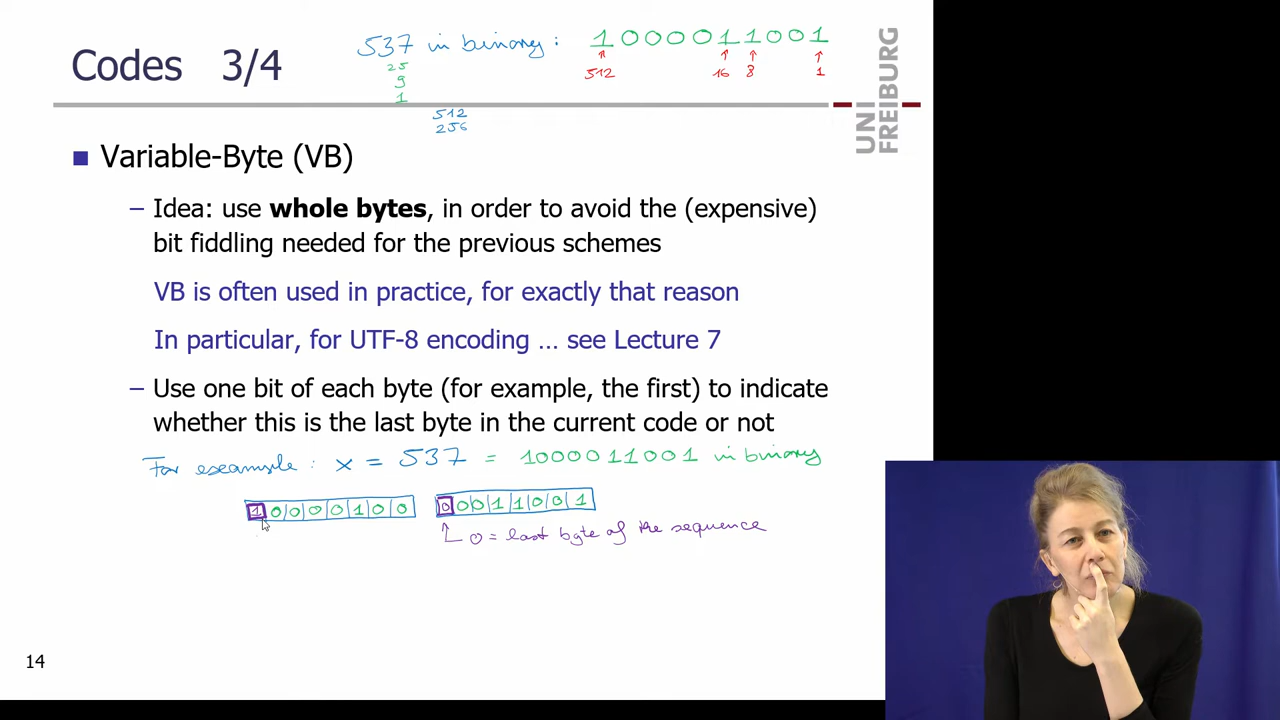 537 in binary: 1000011001
25
9
1
512
16
8
1
512
256
Codes 3/4
UNI
FREIBURG
Variable-Byte (VB)
– Idea: use whole bytes, in order to avoid the (expensive)
bit fiddling needed for the previous schemes
VB is often used in practice, for exactly that reason
In particular, for UTF-8 encoding … see Lecture 7
– Use one bit of each byte (for example, the first) to indicate
whether this is the last byte in the current code or not
For example: x = 537 = 1000011001 in binary
1 0 0 0 0 1 0 0 0 0 0 1 1 0 0 1
0 = last byte of the sequence
14